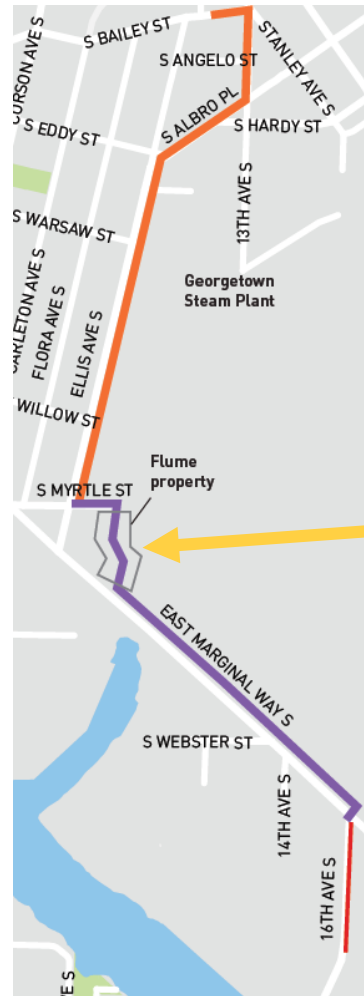 S BAILEY ST
STANLEY AVE S
S ANGELO ST
CORSON AVE S
S ALBRO PL
S HARDY ST
S EDDY ST
13TH AVE S
S WARSAW ST
Georgetown
Steam Plant
CARLETON AVE S
FLORA AVE S
ELLIS AVE S
WILLOW ST
Flume
property
S MYRTLE ST
EAST MARGINAL WAY S
S WEBSTER ST
14TH AVE S
16TH AVE S
E S